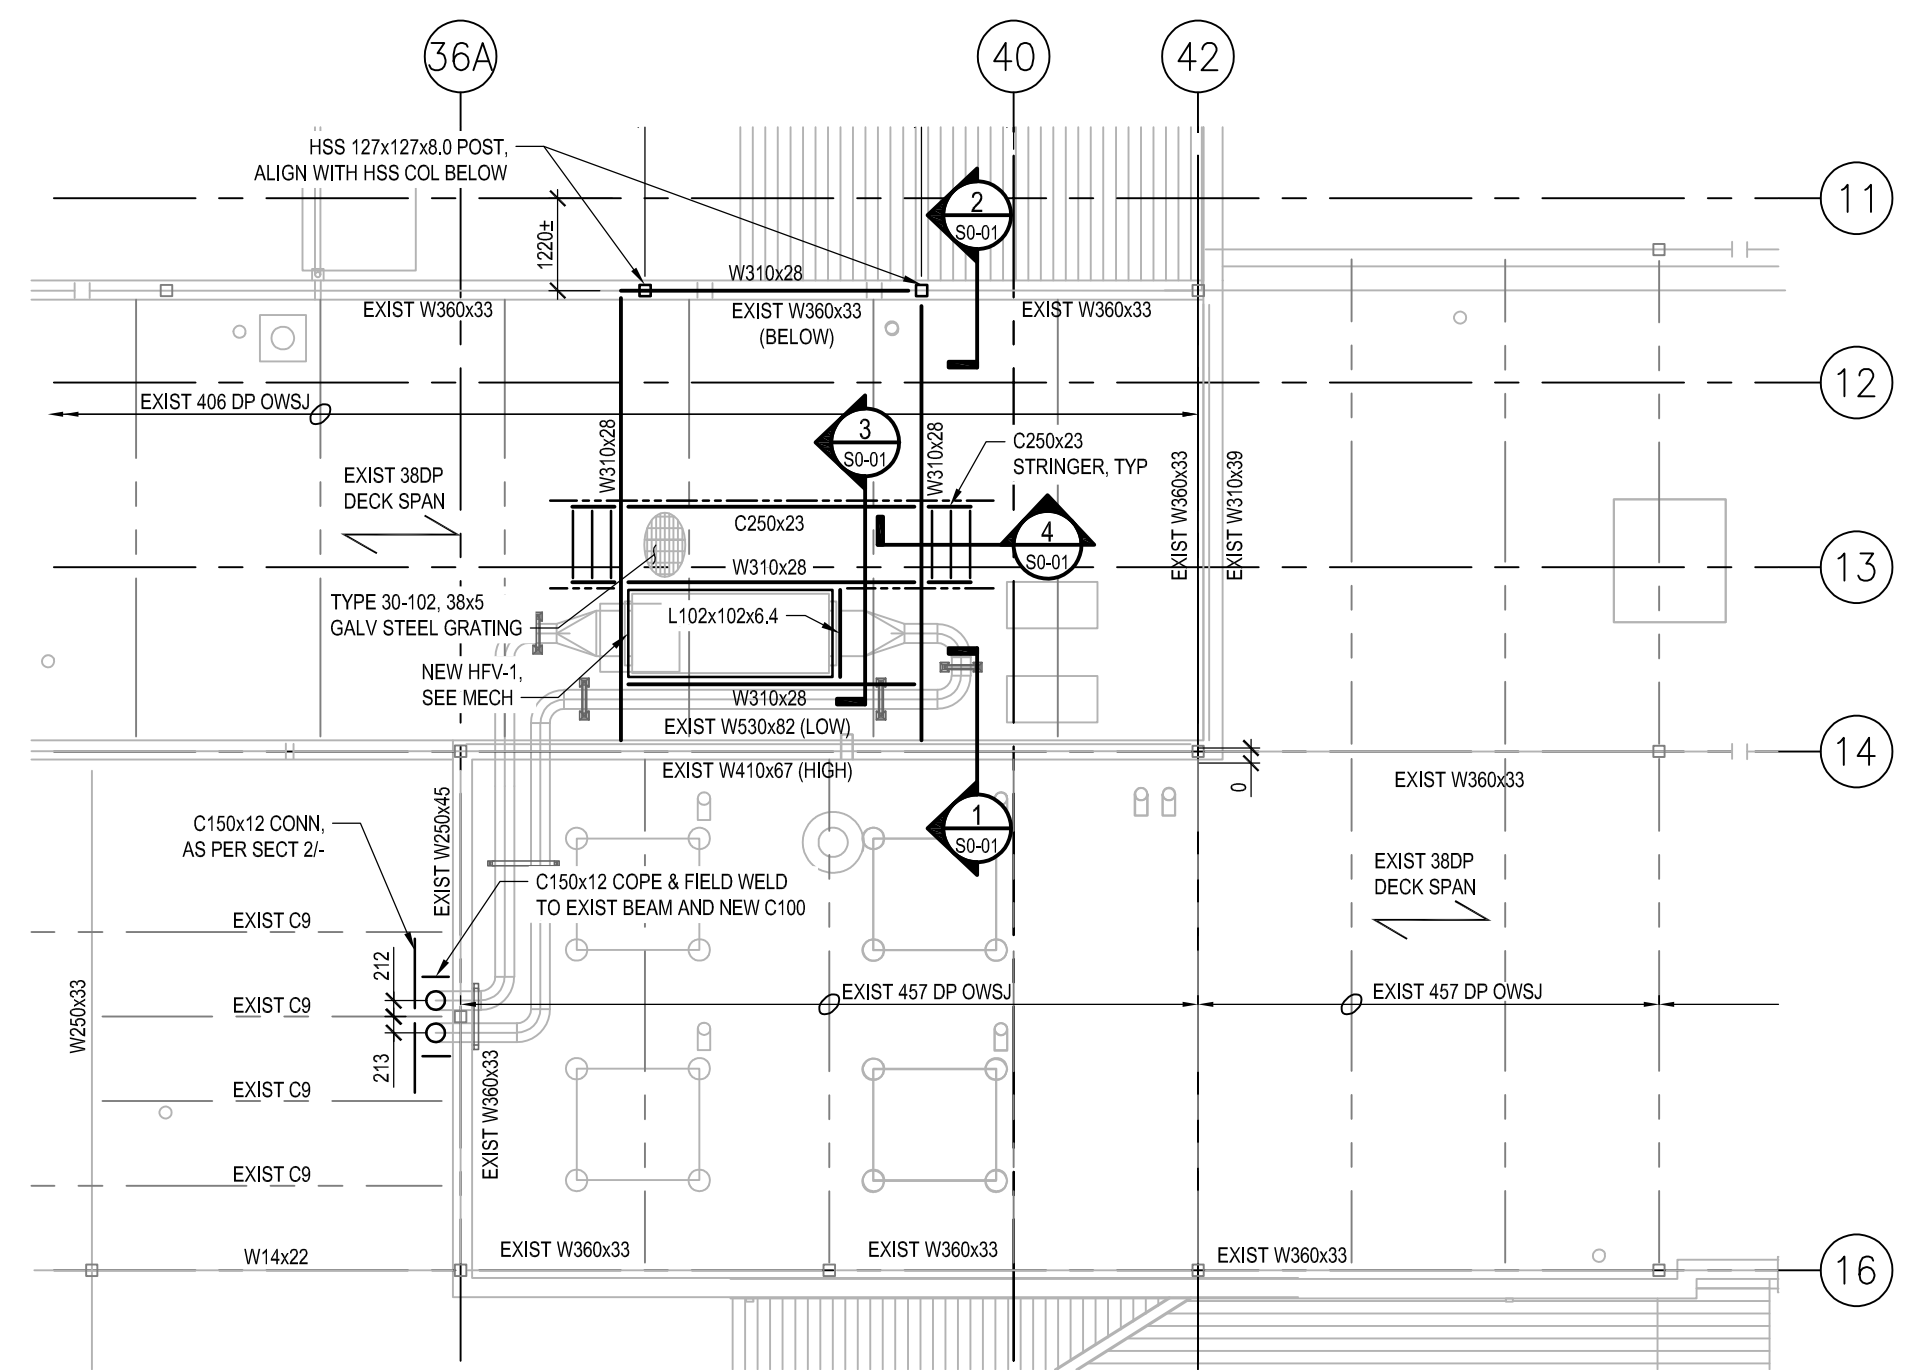 36A
40
42
HSS 127x127x8.0 POST,
ALIGN WITH HSS COL BELOW
11
2
S0-01
1220±
W310x28
EXIST W360x33
EXIST W360x33
(BELOW)
EXIST W360x33
12
EXIST 406 DP OWSJ
3
S0-01
W310x28
W310x28
C250x23
STRINGER, TYP
EXIST W360x33
EXIST W310x39
EXIST 38DP
DECK SPAN
C250x23
4
S0-01
W310x28
13
TYPE 30-102, 38x5
GALV STEEL GRATING
L102x102x6.4
NEW HFV-1,
SEE MECH
W310x28
EXIST W530x82 (LOW)
14
EXIST W410x67 (HIGH)
EXIST W360x33
0
C150x12 CONN,
AS PER SECT 2/-
EXIST W250x45
1
S0-01
C150x12 COPE & FIELD WELD
TO EXIST BEAM AND NEW C100
EXIST 38DP
DECK SPAN
EXIST C9
212
EXIST 457 DP OWSJ
EXIST 457 DP OWSJ
EXIST C9
W250x33
213
EXIST C9
EXIST W360x33
EXIST C9
W14x22
EXIST W360x33
EXIST W360x33
EXIST W360x33
16